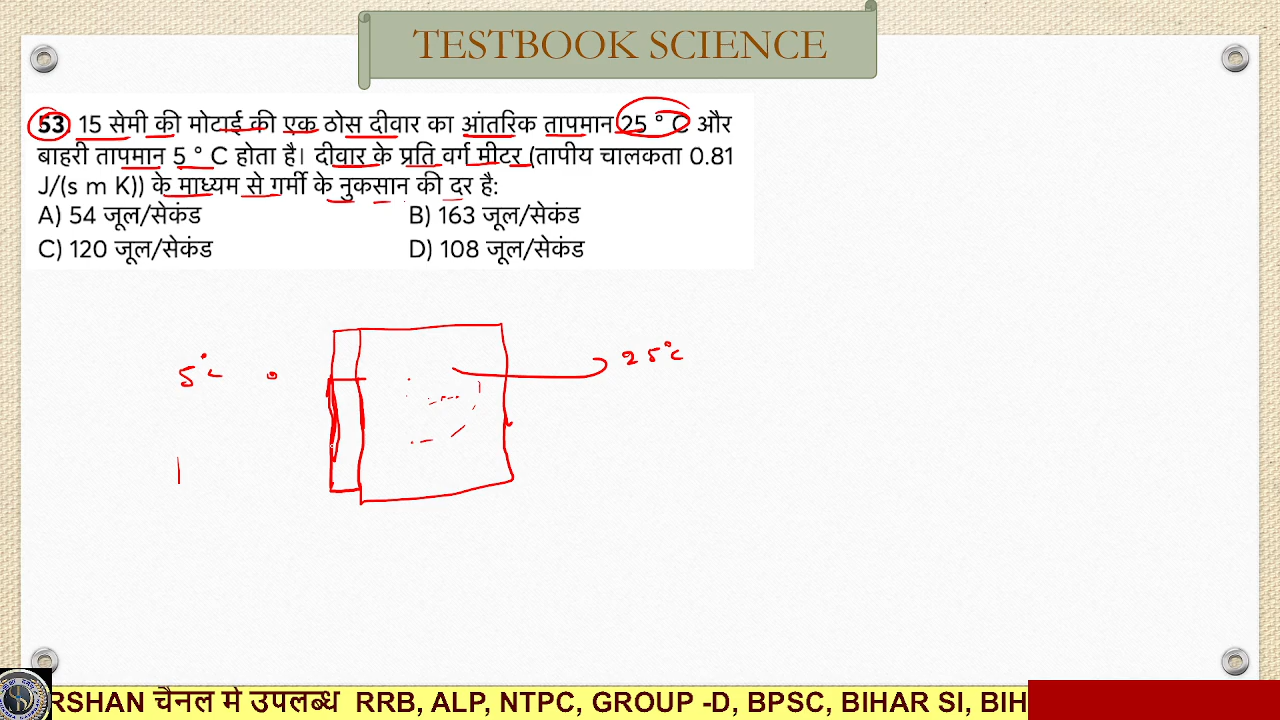 TESTBOOK SCIENCE
53) 15 सेमी की मोटाई की एक ठोस दीवार का आंतरिक तापमान 25 ° C और
बाहरी तापमान 5 ° C होता है। दीवार के प्रति वर्ग मीटर (तापीय चालकता 0.81
J/(s m K)) के माध्यम से गर्मी के नुकसान की दर है:
A) 54 जूल/सेकंड B) 163 जूल/सेकंड
C) 120 जूल/सेकंड D) 108 जूल/सेकंड
5°c 25°c
RSHAN चैनल मे उपलब्ध RRB, ALP, NTPC, GROUP -D, BPSC, BIHAR SI, BIH